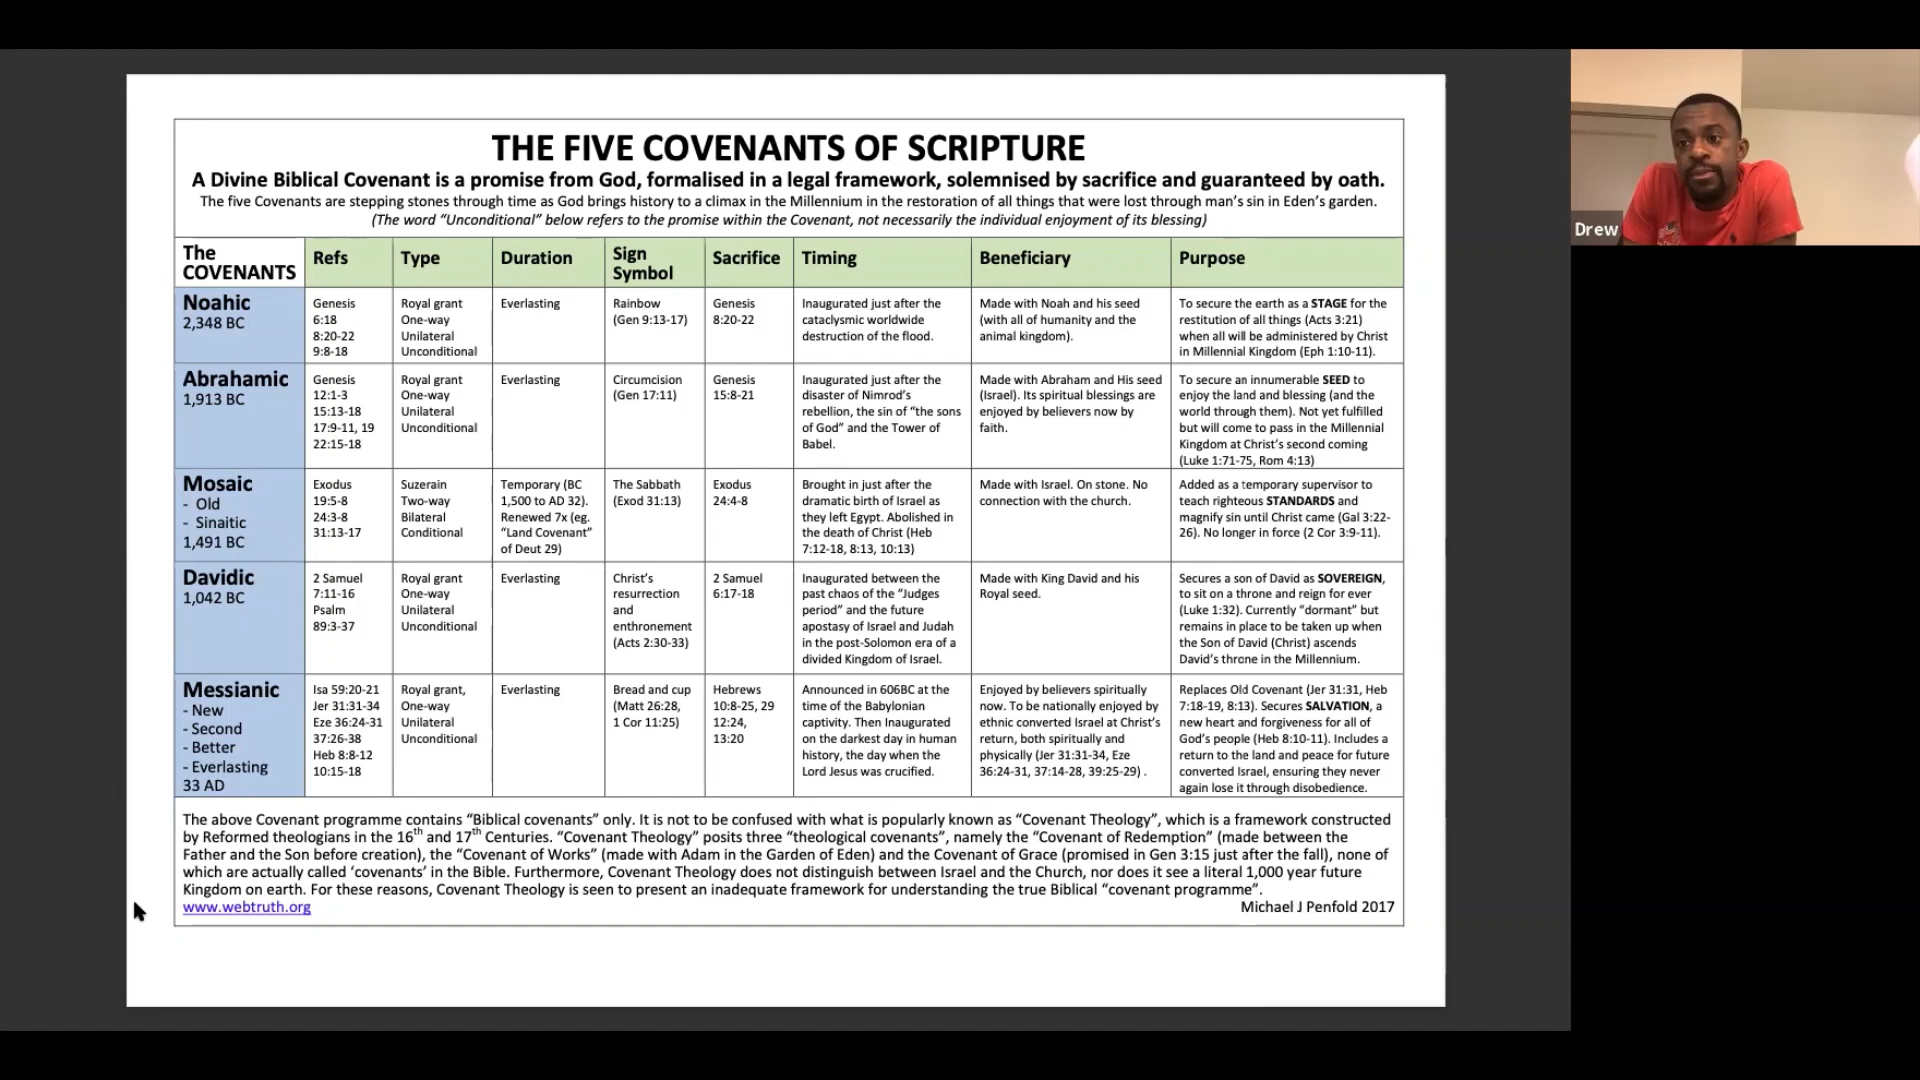 THE FIVE COVENANTS OF SCRIPTURE
A Divine Biblical Covenant is a promise from God, formalised in a legal framework, solemnised by sacrifice and guaranteed by oath.
The five Covenants are stepping stones through time as God brings history to a climax in the Millennium in the restoration of all things that were lost through man's sin in Eden's garden.
(The word "Unconditional" below refers to the promise within the Covenant, not necessarily the individual enjoyment of its blessing)
The
COVENANTS
Refs
Type
Duration
Sign
Symbol
Sacrifice
Timing
Beneficiary
Purpose
Noahic
2,348 BC
Genesis
6:18
8:20-22
9:8-18
Royal grant
One-way
Unilateral
Unconditional
Everlasting
Rainbow
(Gen 9:13-17)
Genesis
8:20-22
Inaugurated just after the
cataclysmic worldwide
destruction of the flood.
Made with Noah and his seed
(with all of humanity and the
animal kingdom).
To secure the earth as a STAGE for the
restitution of all things (Acts 3:21)
when all will be administered by Christ
in Millennial Kingdom (Eph 1:10-11).
Abrahamic
1,913 BC
Genesis
12:1-3
15:13-18
17:9-11, 19
22:15-18
Royal grant
One-way
Unilateral
Unconditional
Everlasting
Circumcision
(Gen 17:11)
Genesis
15:8-21
Inaugurated just after the
disaster of Nimrod's
rebellion, the sin of "the sons
of God" and the Tower of
Babel.
Made with Abraham and His seed
(Israel). Its spiritual blessings are
enjoyed by believers now by
faith.
To secure an innumerable SEED to
enjoy the land and blessing (and the
world through them). Not yet fulfilled
but will come to pass in the Millennial
Kingdom at Christ's second coming
(Luke 1:71-75, Rom 4:13)
Mosaic
- Old
- Sinaitic
1,491 BC
Exodus
19:5-8
24:3-8
31:13-17
Suzerain
Two-way
Bilateral
Conditional
Temporary (BC
1,500 to AD 32).
Renewed 7x (eg.
"Land Covenant"
of Deut 29)
The Sabbath
(Exod 31:13)
Exodus
24:4-8
Brought in just after the
dramatic birth of Israel as
they left Egypt. Abolished in
the death of Christ (Heb
7:12-18, 8:13, 10:13)
Made with Israel. On stone. No
connection with the church.
Added as a temporary supervisor to
teach righteous STANDARDS and
magnify sin until Christ came (Gal 3:22-
26). No longer in force (2 Cor 3:9-11).
Davidic
1,042 BC
2 Samuel
7:11-16
Psalm
89:3-37
Royal grant
One-way
Unilateral
Unconditional
Everlasting
Christ's
resurrection
and
enthronement
(Acts 2:30-33)
2 Samuel
6:17-18
Inaugurated between the
past chaos of the "Judges
period" and the future
apostasy of Israel and Judah
in the post-Solomon era of a
divided Kingdom of Israel.
Made with King David and his
Royal seed.
Secures a son of David as SOVEREIGN,
to sit on a throne and reign for ever
(Luke 1:32). Currently "dormant" but
remains in place to be taken up when
the Son of David (Christ) ascends
David's throne in the Millennium.
Messianic
- New
- Second
- Better
- Everlasting
33 AD
Isa 59:20-21
Jer 31:31-34
Eze 36:24-31
37:26-38
Heb 8:8-12
10:15-18
Royal grant,
One-way
Unilateral
Unconditional
Everlasting
Bread and cup
(Matt 26:28,
1 Cor 11:25)
Hebrews
10:8-25, 29
12:24,
13:20
Announced in 606BC at the
time of the Babylonian
captivity. Then Inaugurated
on the darkest day in human
history, the day when the
Lord Jesus was crucified.
Enjoyed by believers spiritually
now. To be nationally enjoyed by
ethnic converted Israel at Christ's
return, both spiritually and
physically (Jer 31:31-34, Eze
36:24-31, 37:14-28, 39:25-29) .
Replaces Old Covenant (Jer 31:31, Heb
7:18-19, 8:13). Secures SALVATION, a
new heart and forgiveness for all of
God's people (Heb 8:10-11). Includes a
return to the land and peace for future
converted Israel, ensuring they never
again lose it through disobedience.
The above Covenant programme contains "Biblical covenants" only. It is not to be confused with what is popularly known as "Covenant Theology", which is a framework constructed
by Reformed theologians in the 16th and 17th Centuries. "Covenant Theology" posits three "theological covenants", namely the "Covenant of Redemption" (made between the
Father and the Son before creation), the "Covenant of Works" (made with Adam in the Garden of Eden) and the Covenant of Grace (promised in Gen 3:15 just after the fall), none of
which are actually called 'covenants' in the Bible. Furthermore, Covenant Theology does not distinguish between Israel and the Church, nor does it see a literal 1,000 year future
Kingdom on earth. For these reasons, Covenant Theology is seen to present an inadequate framework for understanding the true Biblical "covenant programme".
www.webtruth.org
Michael J Penfold 2017
Drew